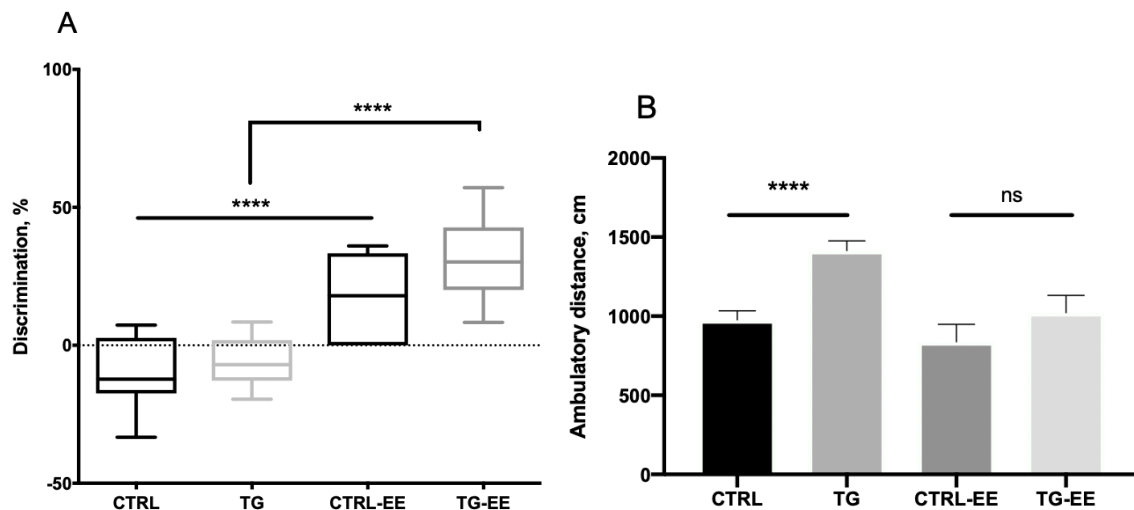 A
Discrimination, %
100
50
0
-50
****
****
CTRL TG CTRL-EE TG-EE
B
Ambulatory distance, cm
2000
1500
1000
500
0
****
ns
CTRL TG CTRL-EE TG-EE